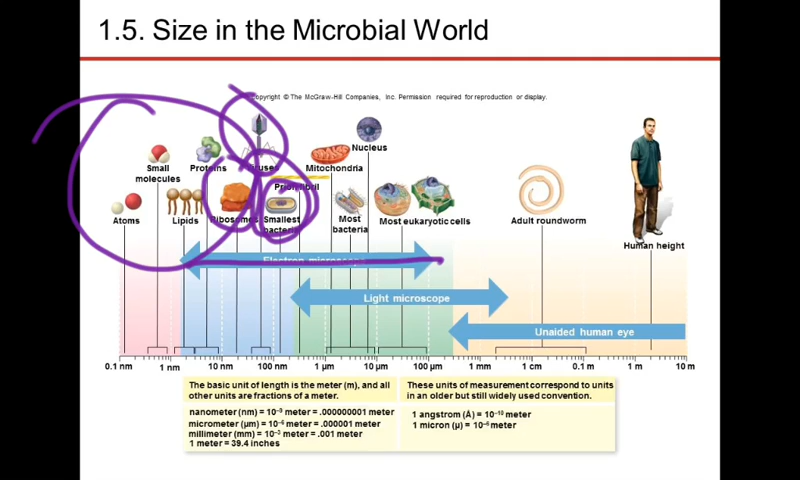 1.5. Size in the Microbial World
Copyright © The McGraw-Hill Companies, Inc. Permission required for reproduction or display.
Nucleus
Small
molecules
Proteins
Viruses
Mitochondria
Prion fibril
Atoms
Lipids
Ribosomes
Smallest
bacteria
Most
bacteria
Most eukaryotic cells
Adult roundworm
Human height
Electron microscope
Light microscope
Unaided human eye
0.1 nm 1 nm 10 nm 100 nm 1 µm 10 µm 100 µm 1 mm 1 cm 0.1 m 1 m 10 m
The basic unit of length is the meter (m), and all
other units are fractions of a meter.
nanometer (nm) = 10⁻⁹ meter = .000000001 meter
micrometer (µm) = 10⁻⁶ meter = .000001 meter
millimeter (mm) = 10⁻³ meter = .001 meter
1 meter = 39.4 inches
These units of measurement correspond to units
in an older but still widely used convention.
1 angstrom (Å) = 10⁻¹⁰ meter
1 micron (µ) = 10⁻⁶ meter